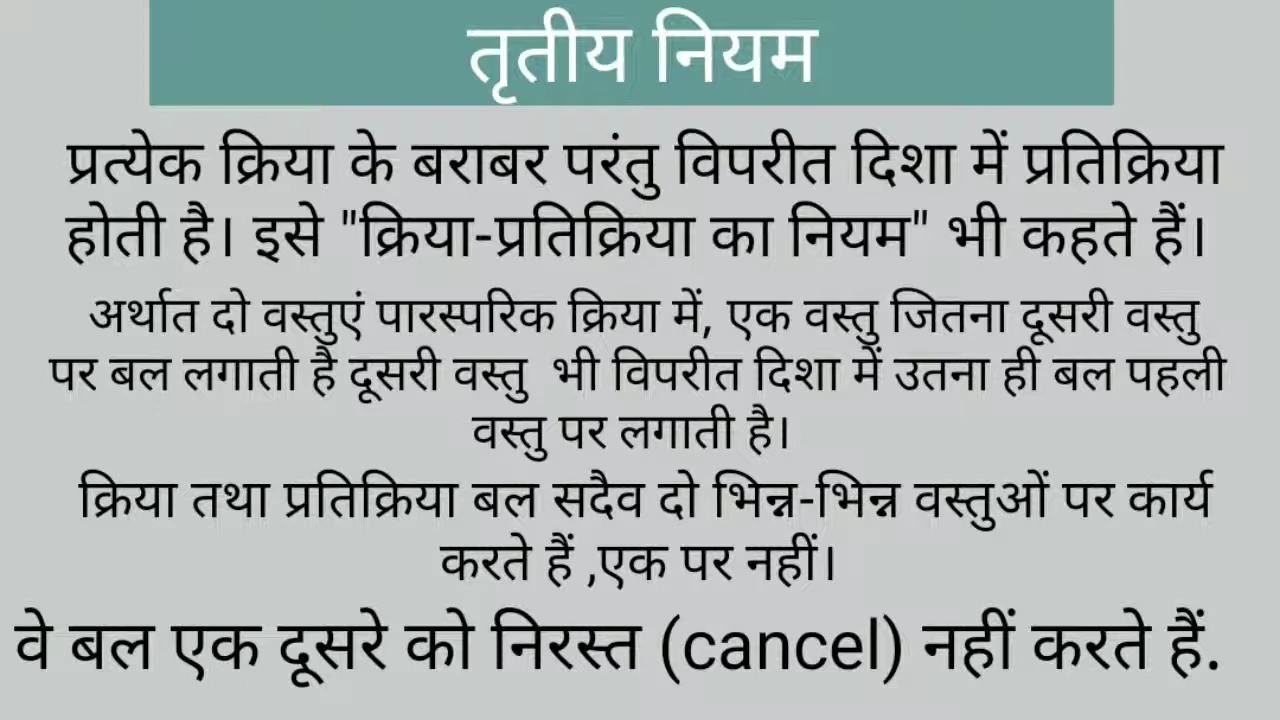 तृतीय नियम
प्रत्येक क्रिया के बराबर परंतु विपरीत दिशा में प्रतिक्रिया
होती है। इसे "क्रिया-प्रतिक्रिया का नियम" भी कहते हैं।
अर्थात दो वस्तुएं पारस्परिक क्रिया में, एक वस्तु जितना दूसरी वस्तु
पर बल लगाती है दूसरी वस्तु भी विपरीत दिशा में उतना ही बल पहली
वस्तु पर लगाती है।
क्रिया तथा प्रतिक्रिया बल सदैव दो भिन्न-भिन्न वस्तुओं पर कार्य
करते हैं ,एक पर नहीं।
वे बल एक दूसरे को निरस्त (cancel) नहीं करते हैं.